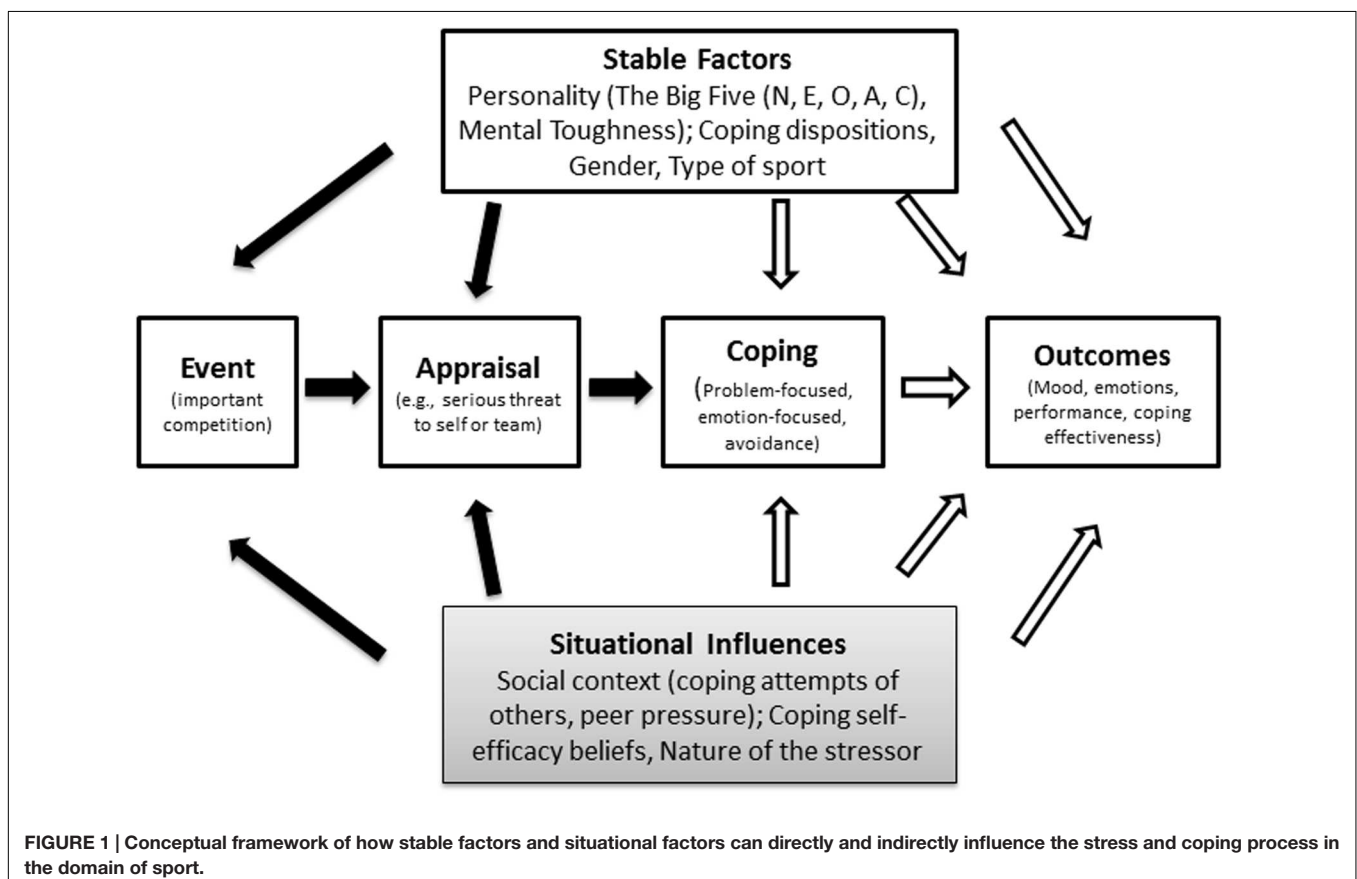 Stable Factors
Personality (The Big Five (N, E, O, A, C),
Mental Toughness); Coping dispositions,
Gender, Type of sport
Event
(important
competition)
Appraisal
(e.g., serious threat
to self or team)
Coping
(Problem-focused,
emotion-focused,
avoidance)
Outcomes
(Mood, emotions,
performance, coping
effectiveness)
Situational Influences
Social context (coping attempts of
others, peer pressure); Coping self-
efficacy beliefs, Nature of the stressor
FIGURE 1 | Conceptual framework of how stable factors and situational factors can directly and indirectly influence the stress and coping process in
the domain of sport.